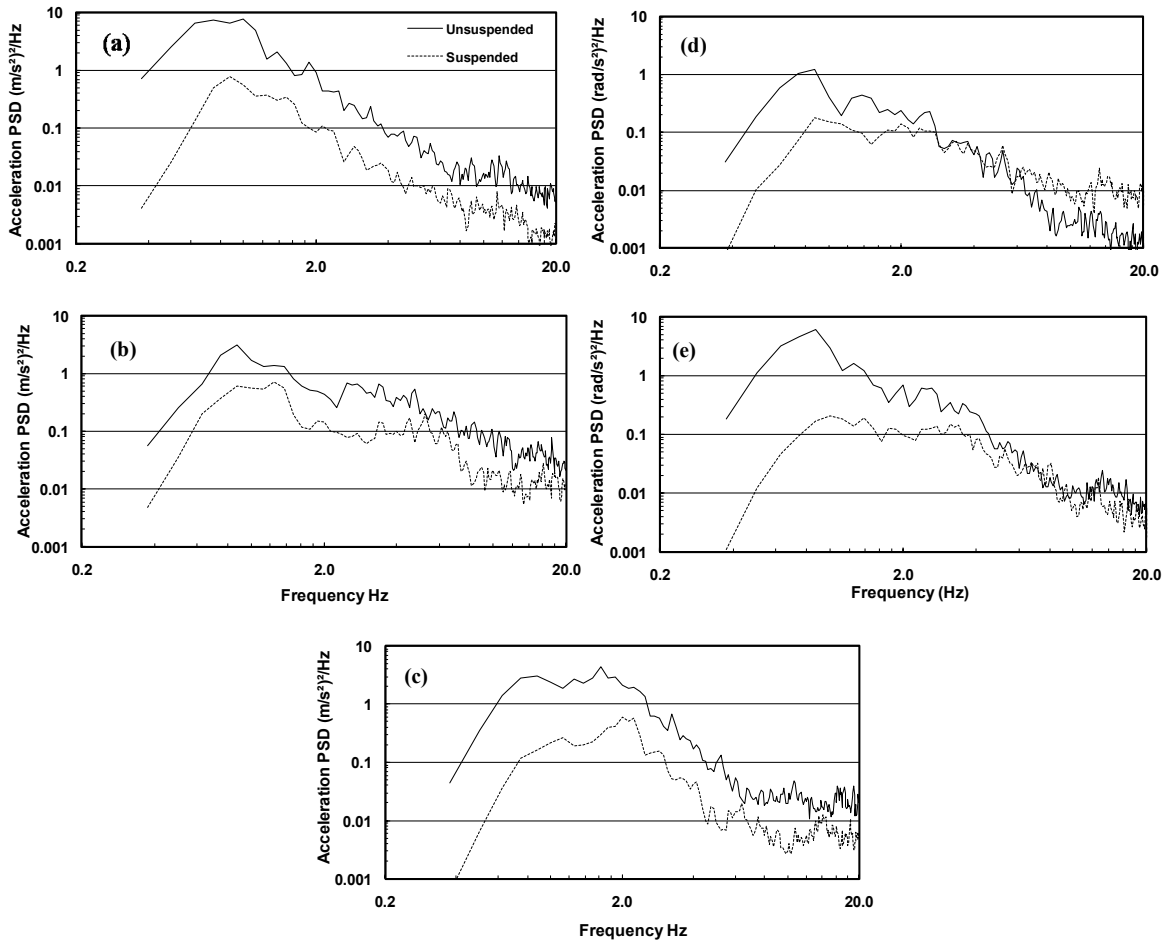 Acceleration PSD (m/s²)²/Hz
10
1
0.1
0.01
0.001
0.2
2.0
20.0
(a)
Unsuspended
Suspended
Acceleration PSD (rad/s²)²/Hz
10
1
0.1
0.01
0.001
0.2
2.0
20.0
(d)
Acceleration PSD (m/s²)²/Hz
10
1
0.1
0.01
0.001
0.2
2.0
20.0
(b)
Frequency Hz
Acceleration PSD (rad/s²)²/Hz
10
1
0.1
0.01
0.001
0.2
2.0
20.0
(e)
Frequency (Hz)
Acceleration PSD (m/s²)²/Hz
10
1
0.1
0.01
0.001
0.2
2.0
20.0
(c)
Frequency Hz